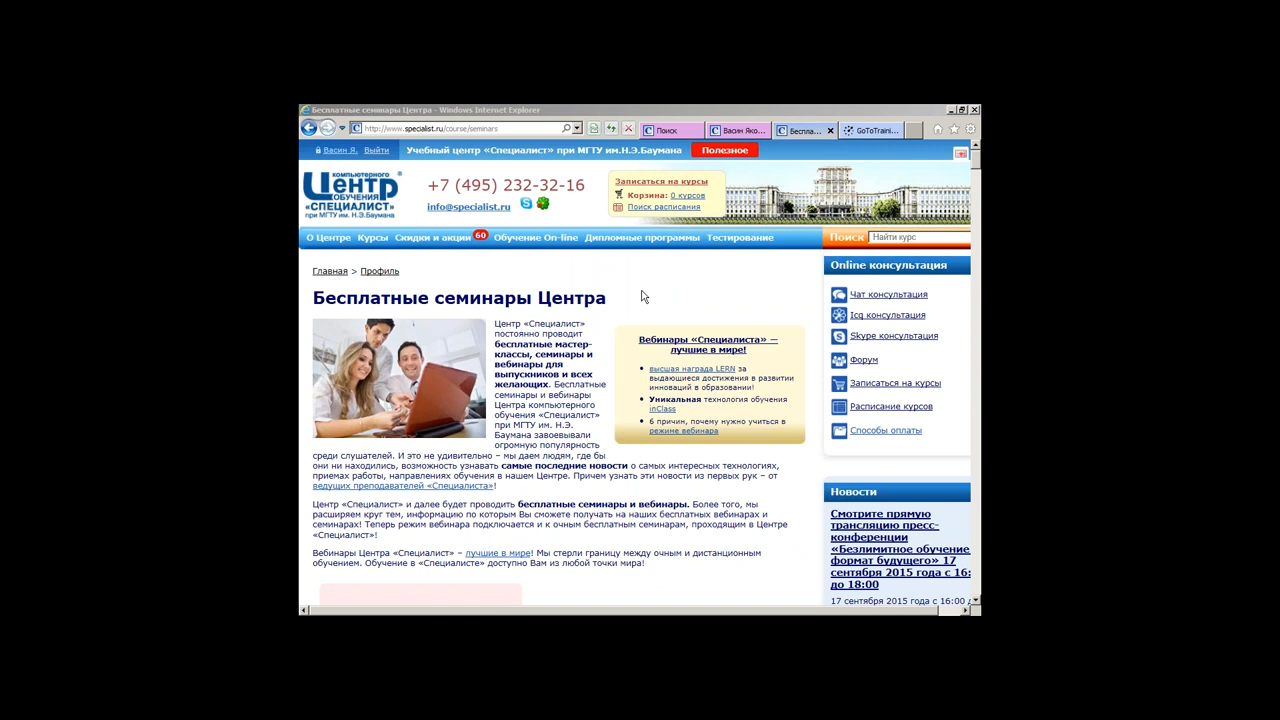 Бесплатные семинары Центра - Windows Internet Explorer
http://www.specialist.ru/course/seminars
Поиск
Васин Яко...
Беспла...
GoToTraini...
Васин Я. Выйти
Учебный центр «Специалист» при МГТУ им.Н.Э.Баумана
Полезное
компьютерного
Центр
ОБУЧЕНИЯ
«СПЕЦИАЛИСТ»
при МГТУ им. Н.Э.Баумана
+7 (495) 232-32-16
info@specialist.ru
Записаться на курсы
Корзина: 0 курсов
Поиск расписания
О Центре Курсы Скидки и акции 60 Обучение On-line Дипломные программы Тестирование
Поиск Найти курс
Главная > Профиль
Бесплатные семинары Центра
Центр «Специалист»
постоянно проводит
бесплатные мастер-
классы, семинары и
вебинары для
выпускников и всех
желающих. Бесплатные
семинары и вебинары
Центра компьютерного
обучения «Специалист»
при МГТУ им. Н.Э.
Баумана завоевывали
огромную популярность
среди слушателей. И это не удивительно – мы даем людям, где бы
они ни находились, возможность узнавать самые последние новости о самых интересных технологиях,
приемах работы, направлениях обучения в нашем Центре. Причем узнать эти новости из первых рук – от
ведущих преподавателей «Специалиста»!
Вебинары «Специалиста» —
лучшие в мире!
• высшая награда LERN за
выдающиеся достижения в развитии
инноваций в образовании!
• Уникальная технология обучения
inClass
• 6 причин, почему нужно учиться в
режиме вебинара
Центр «Специалист» и далее будет проводить бесплатные семинары и вебинары. Более того, мы
расширяем круг тем, информацию по которым Вы сможете получать на наших бесплатных вебинарах и
семинарах! Теперь режим вебинара подключается и к очным бесплатным семинарам, проходящим в Центре
«Специалист»!
Вебинары Центра «Специалист» – лучшие в мире! Мы стерли границу между очным и дистанционным
обучением. Обучение в «Специалисте» доступно Вам из любой точки мира!
Online консультация
Чат консультация
Icq консультация
Skype консультация
Форум
Записаться на курсы
Расписание курсов
Способы оплаты
Новости
Смотрите прямую
трансляцию пресс-
конференции
«Безлимитное обучение
формат будущего» 17
сентября 2015 года с 16:
до 18:00
17 сентября 2015 года с 16:00